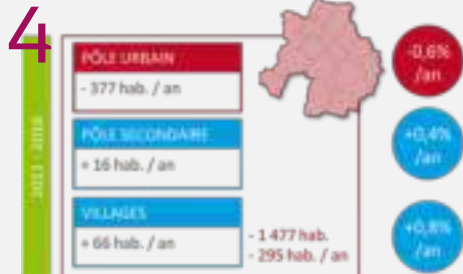 4
PÔLE URBAIN
- 377 hab. / an
-0,6%
/an
PÔLE SECONDAIRE
+ 16 hab. / an
+0,4%
/an
VILLAGES
+ 66 hab. / an
- 1 477 hab.
- 295 hab. / an
+0,8%
/an